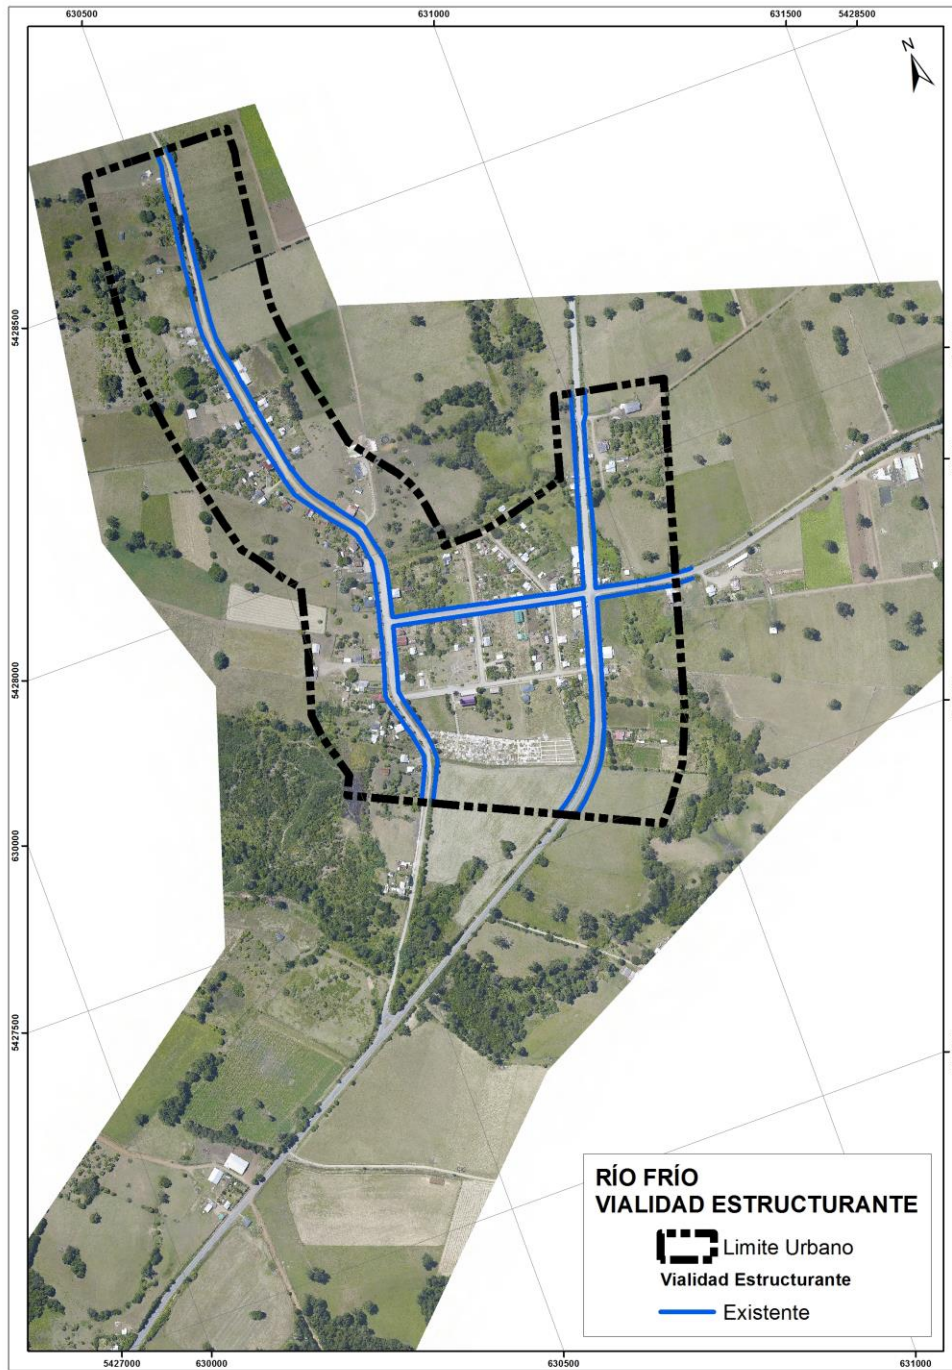 630500
631000
631500
5428500
N
5428500
5428000
630000
5427500
RÍO FRÍO
VIALIDAD ESTRUCTURANTE
Limite Urbano
Vialidad Estructurante
Existente
5427000
630000
630500
631000